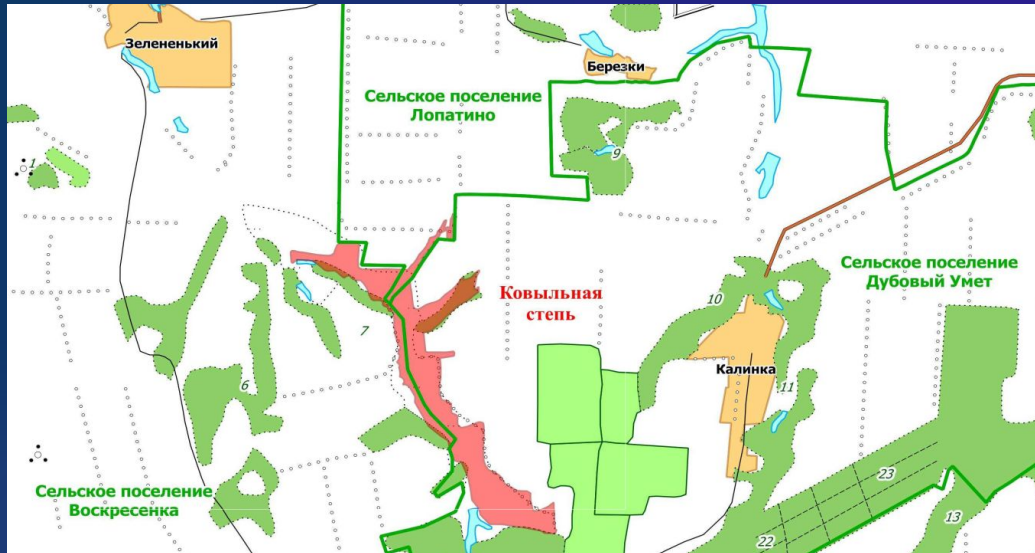 Зелененький
Березки
Сельское поселение
Лопатино
9
1
Сельское поселение
Дубовый Умет
Ковыльная
степь
10
7
Калинка
6
11
23
Сельское поселение
Воскресенка
13
22